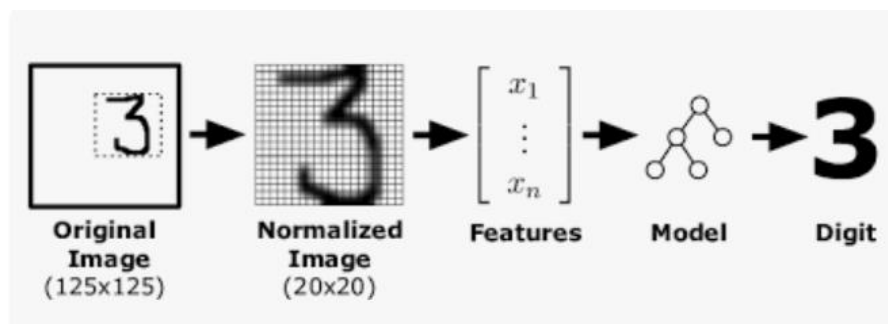 3
3
x1
⋮
xn
3
Original
Image
(125x125)
Normalized
Image
(20x20)
Features
Model
Digit